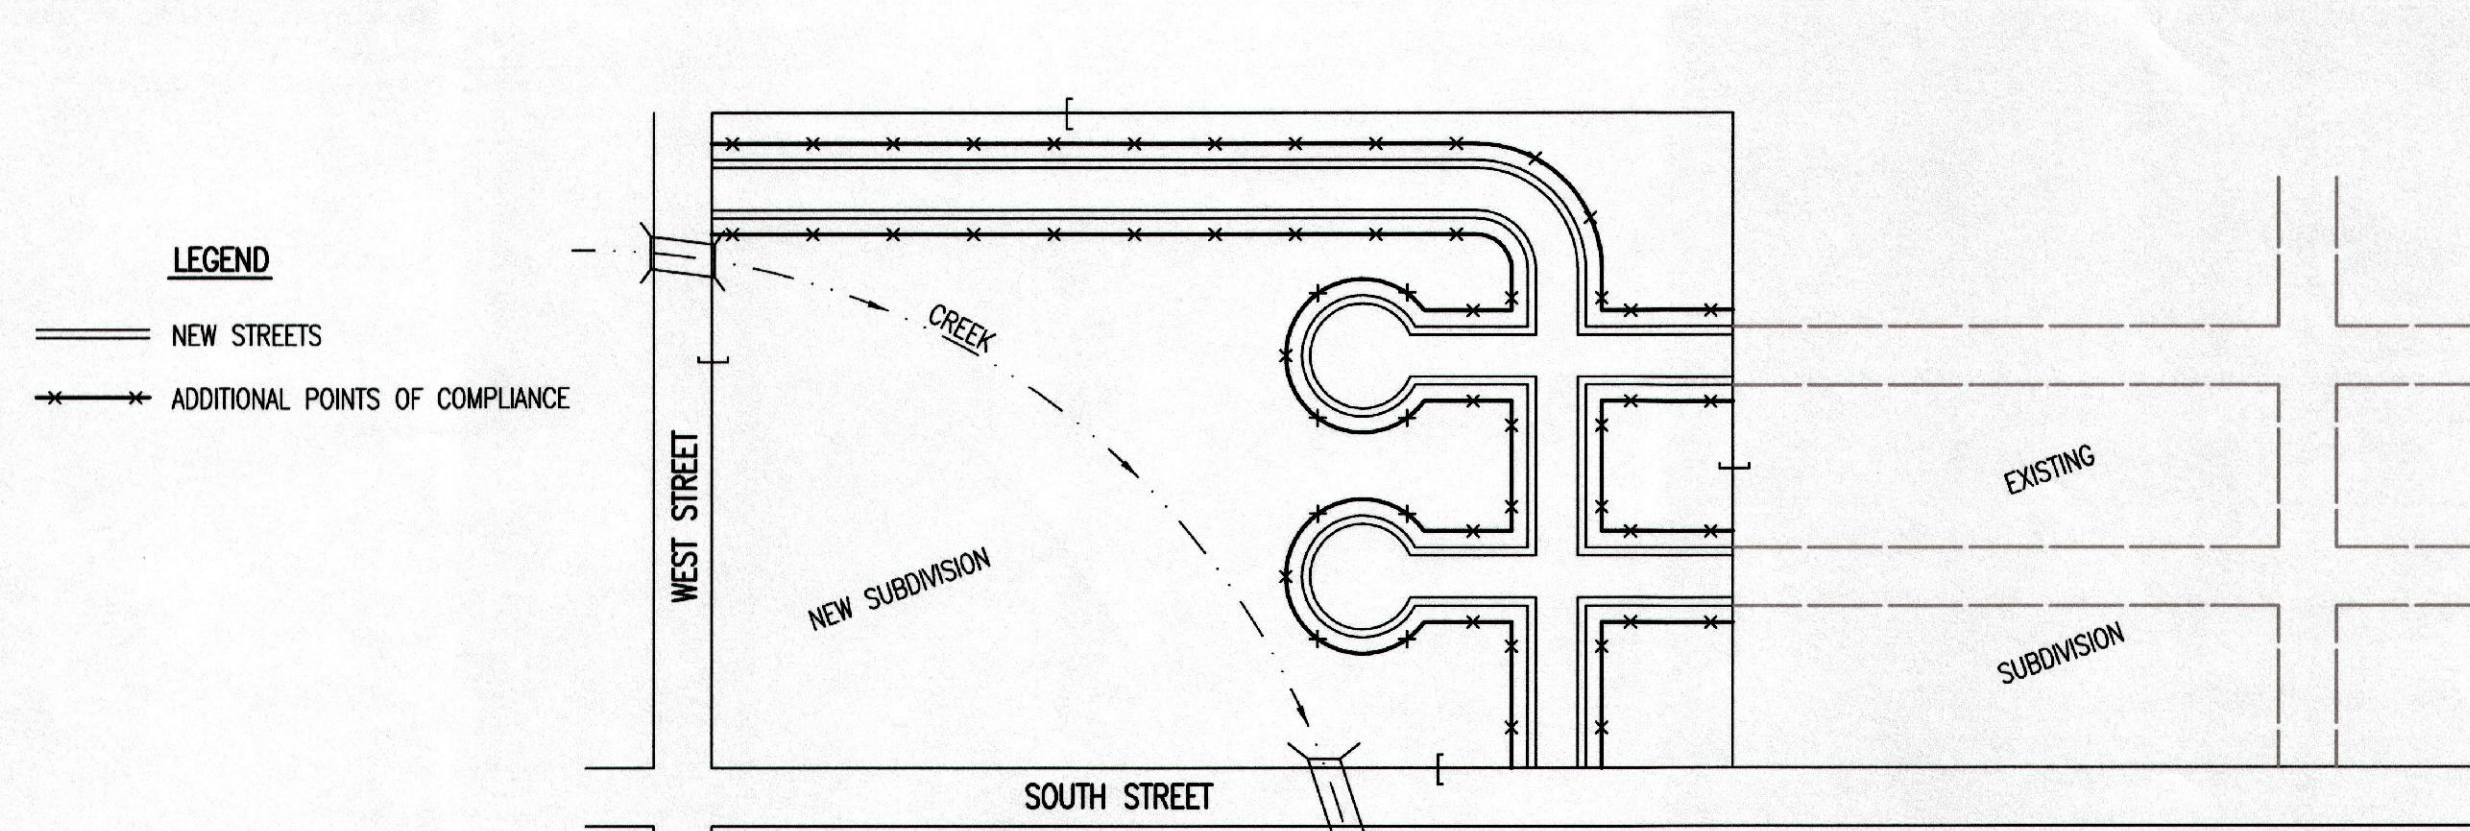 LEGEND
NEW STREETS
ADDITIONAL POINTS OF COMPLIANCE
CREEK
WEST STREET
NEW SUBDIVISION
SOUTH STREET
EXISTING
SUBDIVISION